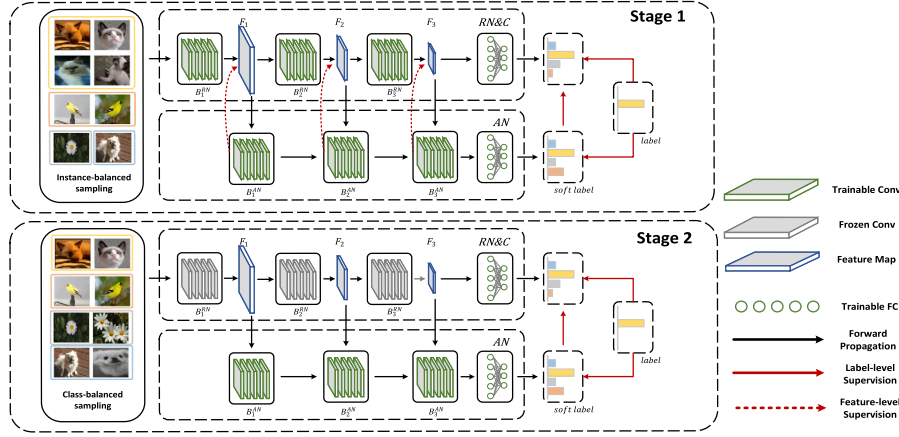 Stage 1
F₁
F₂
F₃
RN&C
B₁ᴿᴺ
B₂ᴿᴺ
B₃ᴿᴺ
AN
label
Instance-balanced
sampling
B₁ᴬᴺ
B₂ᴬᴺ
B₃ᴬᴺ
soft label
Stage 2
F₁
F₂
F₃
RN&C
B₁ᴿᴺ
B₂ᴿᴺ
B₃ᴿᴺ
AN
label
Class-balanced
sampling
B₁ᴬᴺ
B₂ᴬᴺ
B₃ᴬᴺ
soft label
Trainable Conv
Frozen Conv
Feature Map
Trainable FC
Forward
Propagation
Label-level
Supervision
Feature-level
Supervision